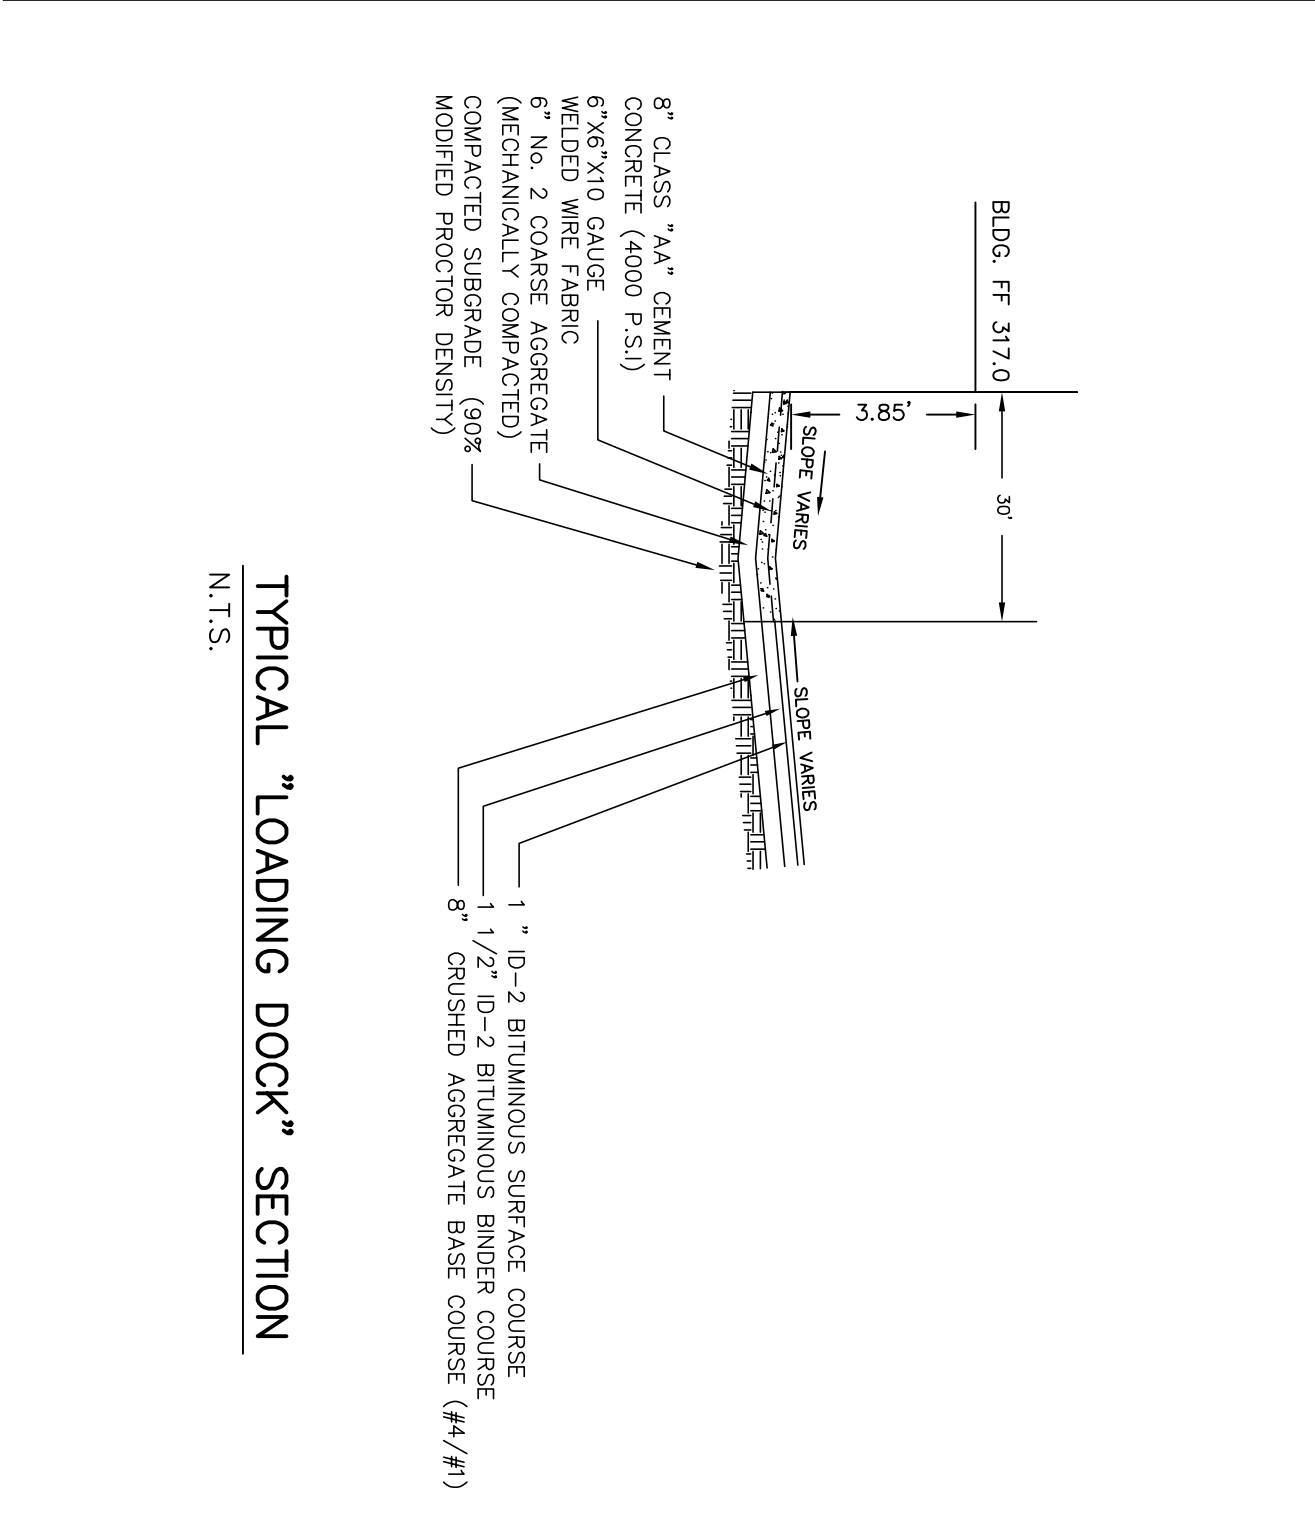 BLDG. FF 317.0
30'
3.85'
SLOPE VARIES
SLOPE VARIES
8" CLASS "AA" CEMENT
CONCRETE (4000 P.S.I)
6"X6"X10 GAUGE
WELDED WIRE FABRIC
6" No. 2 COARSE AGGREGATE
(MECHANICALLY COMPACTED)
COMPACTED SUBGRADE (90%
MODIFIED PROCTOR DENSITY)
1 " ID-2 BITUMINOUS SURFACE COURSE
1 1/2" ID-2 BITUMINOUS BINDER COURSE
8" CRUSHED AGGREGATE BASE COURSE (#4/#1)
TYPICAL "LOADING DOCK" SECTION
N.T.S.